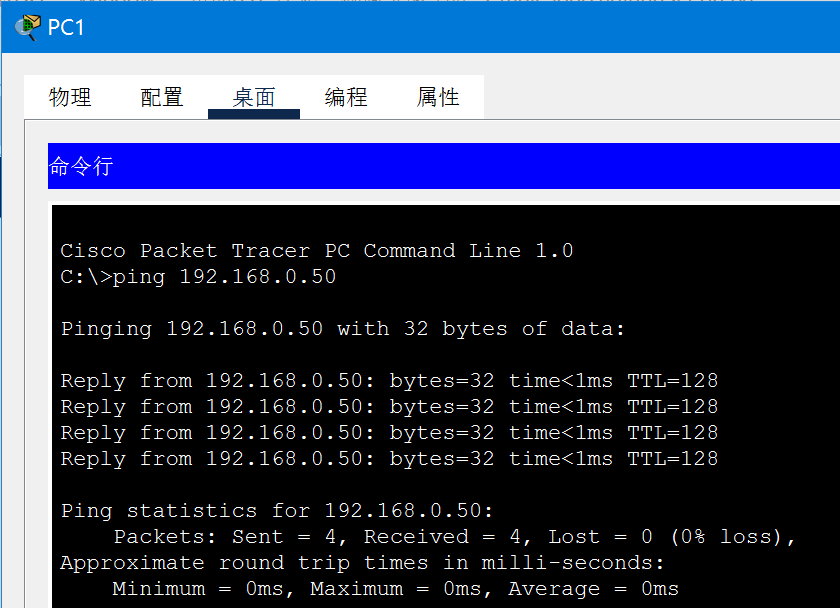 PC1
物理 配置 桌面 编程 属性
命令行
Cisco Packet Tracer PC Command Line 1.0
C:\>ping 192.168.0.50
Pinging 192.168.0.50 with 32 bytes of data:
Reply from 192.168.0.50: bytes=32 time<1ms TTL=128
Reply from 192.168.0.50: bytes=32 time<1ms TTL=128
Reply from 192.168.0.50: bytes=32 time<1ms TTL=128
Reply from 192.168.0.50: bytes=32 time<1ms TTL=128
Ping statistics for 192.168.0.50:
    Packets: Sent = 4, Received = 4, Lost = 0 (0% loss),
Approximate round trip times in milli-seconds:
    Minimum = 0ms, Maximum = 0ms, Average = 0ms